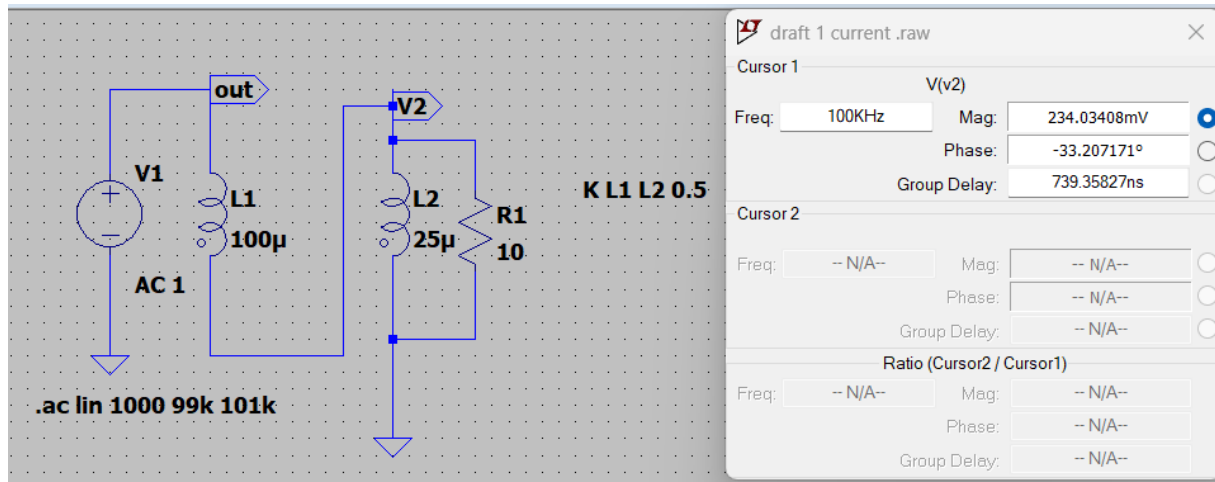 out
V2
V1
L1
100µ
L2
25µ
R1
10
K L1 L2 0.5
AC 1
.ac lin 1000 99k 101k
draft 1 current .raw
Cursor 1
V(v2)
Freq: 100KHz Mag: 234.03408mV
Phase: -33.207171º
Group Delay: 739.35827ns
Cursor 2
Freq: -- N/A-- Mag: -- N/A--
Phase: -- N/A--
Group Delay: -- N/A--
Ratio (Cursor2 / Cursor1)
Freq: -- N/A-- Mag: -- N/A--
Phase: -- N/A--
Group Delay: -- N/A--